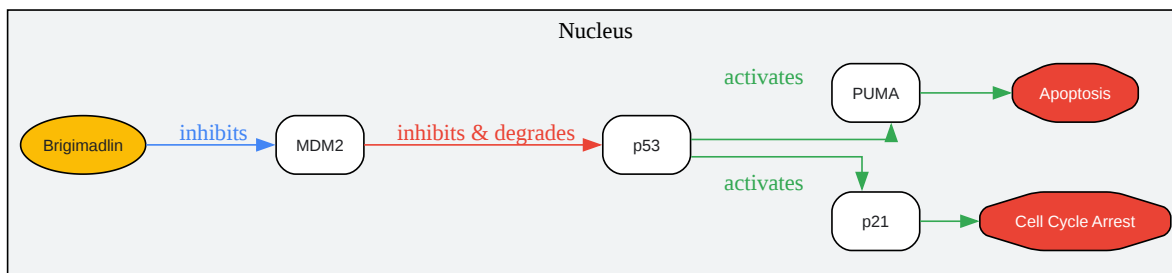 Nucleus
Brigimadlin
inhibits
MDM2
inhibits & degrades
p53
activates
PUMA
Apoptosis
activates
p21
Cell Cycle Arrest